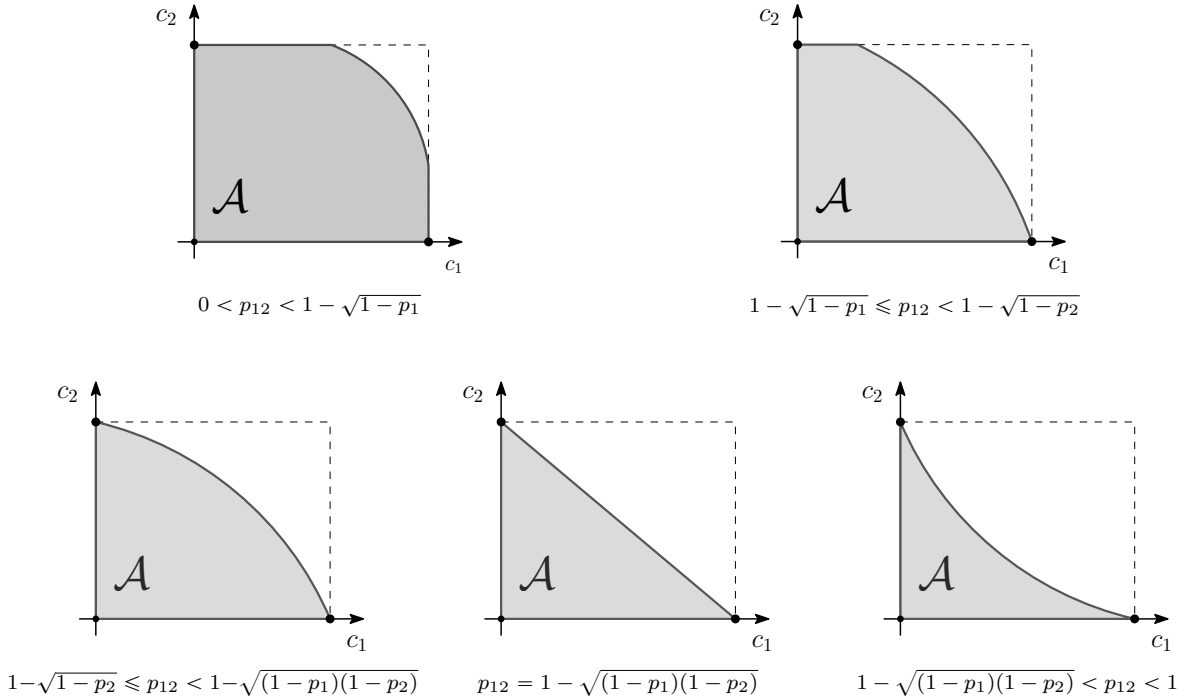 c₂ c₂
𝒜 𝒜
c₁ c₁
0 < p₁₂ < 1 − √(1 − p₁) 1 − √(1 − p₁) ⩽ p₁₂ < 1 − √(1 − p₂)
c₂ c₂ c₂
𝒜 𝒜 𝒜
c₁ c₁ c₁
1−√(1 − p₂) ⩽ p₁₂ < 1−√((1 − p₁)(1 − p₂)) p₁₂ = 1 − √((1 − p₁)(1 − p₂)) 1 − √((1 − p₁)(1 − p₂)) < p₁₂ < 1